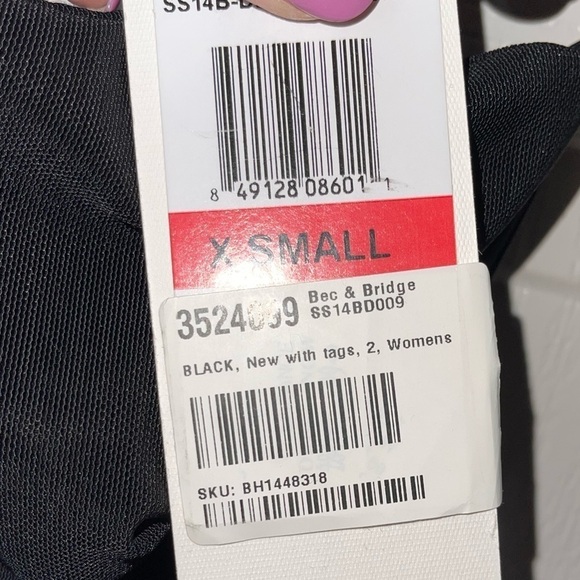 8 49128 08601 1
X SMALL
Bec & Bridge
SS14BD009
BLACK, New with tags, 2, Womens
SKU: BH1448318